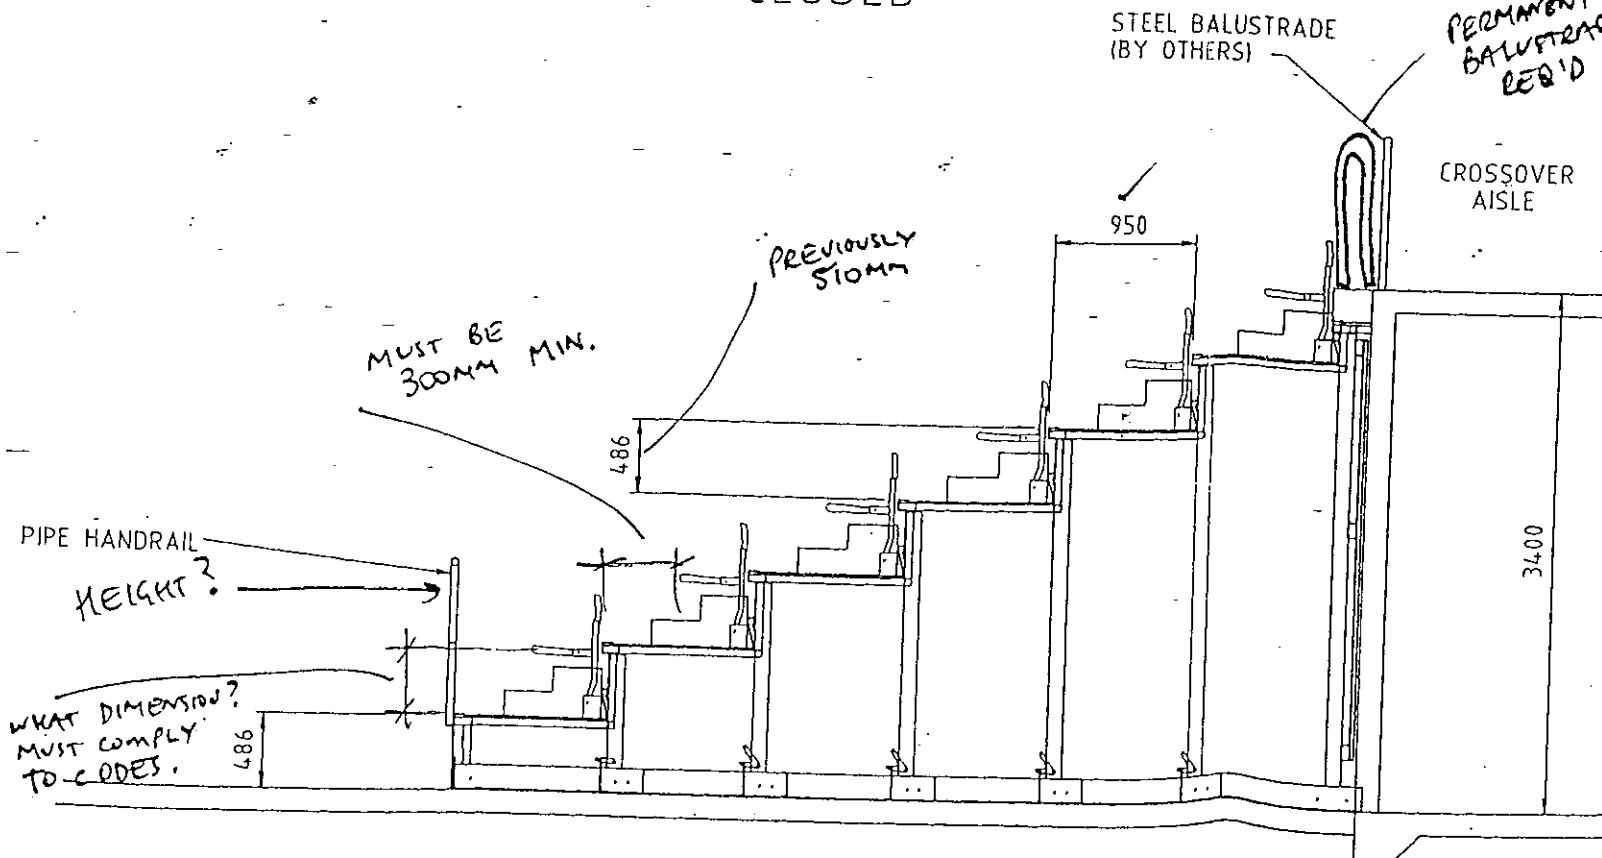 CLOSED
STEEL BALUSTRADE
(BY OTHERS)
PERMANENT
REQ'D
CROSSOVER
AISLE
950
PREVIOUSLY
510MM
MUST BE
300MM MIN.
486
PIPE HANDRAIL
HEIGHT?
3400
WHAT DIMENSION?
MUST COMPLY
TO CODES.
486